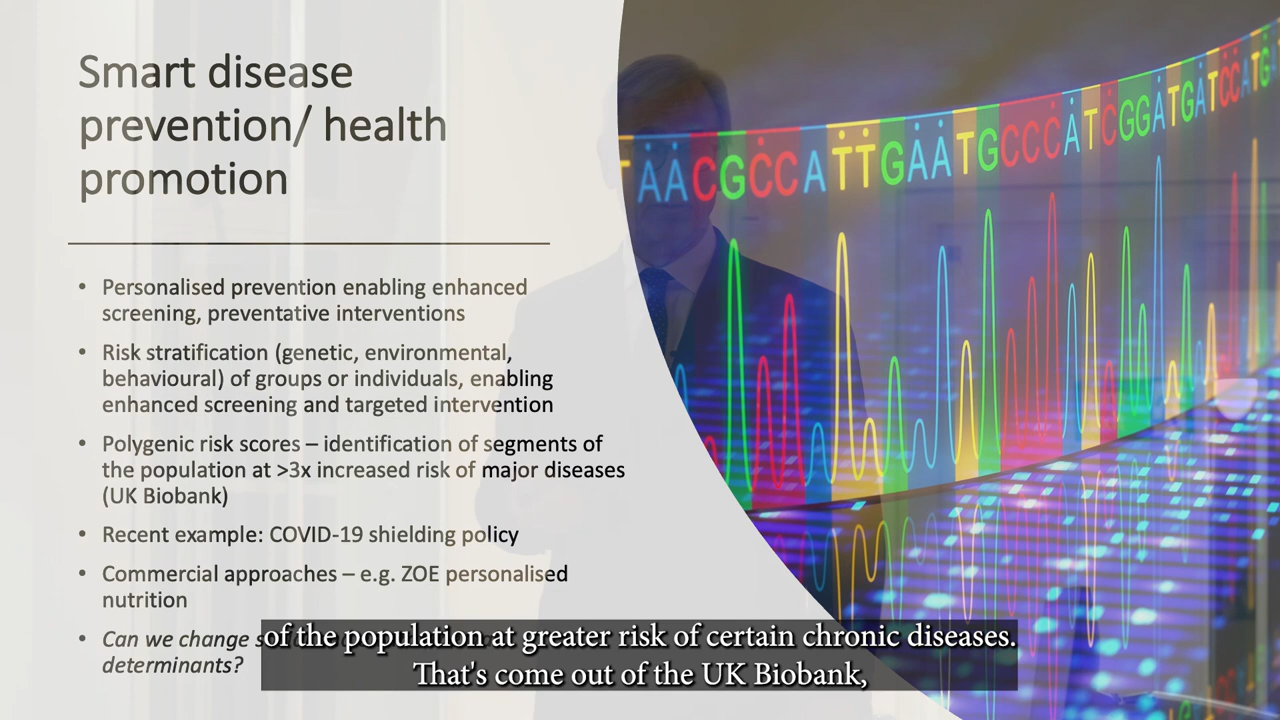 Smart disease
prevention/ health
promotion
• Personalised prevention enabling enhanced
screening, preventative interventions
• Risk stratification (genetic, environmental,
behavioural) of groups or individuals, enabling
enhanced screening and targeted intervention
• Polygenic risk scores – identification of segments of
the population at >3x increased risk of major diseases
(UK Biobank)
• Recent example: COVID-19 shielding policy
• Commercial approaches – e.g. ZOE personalised
nutrition
• Can we change
determinants?
TAACGCCATTGAATGCCCATCGGATGATCCATG
of the population at greater risk of certain chronic diseases.
That's come out of the UK Biobank,